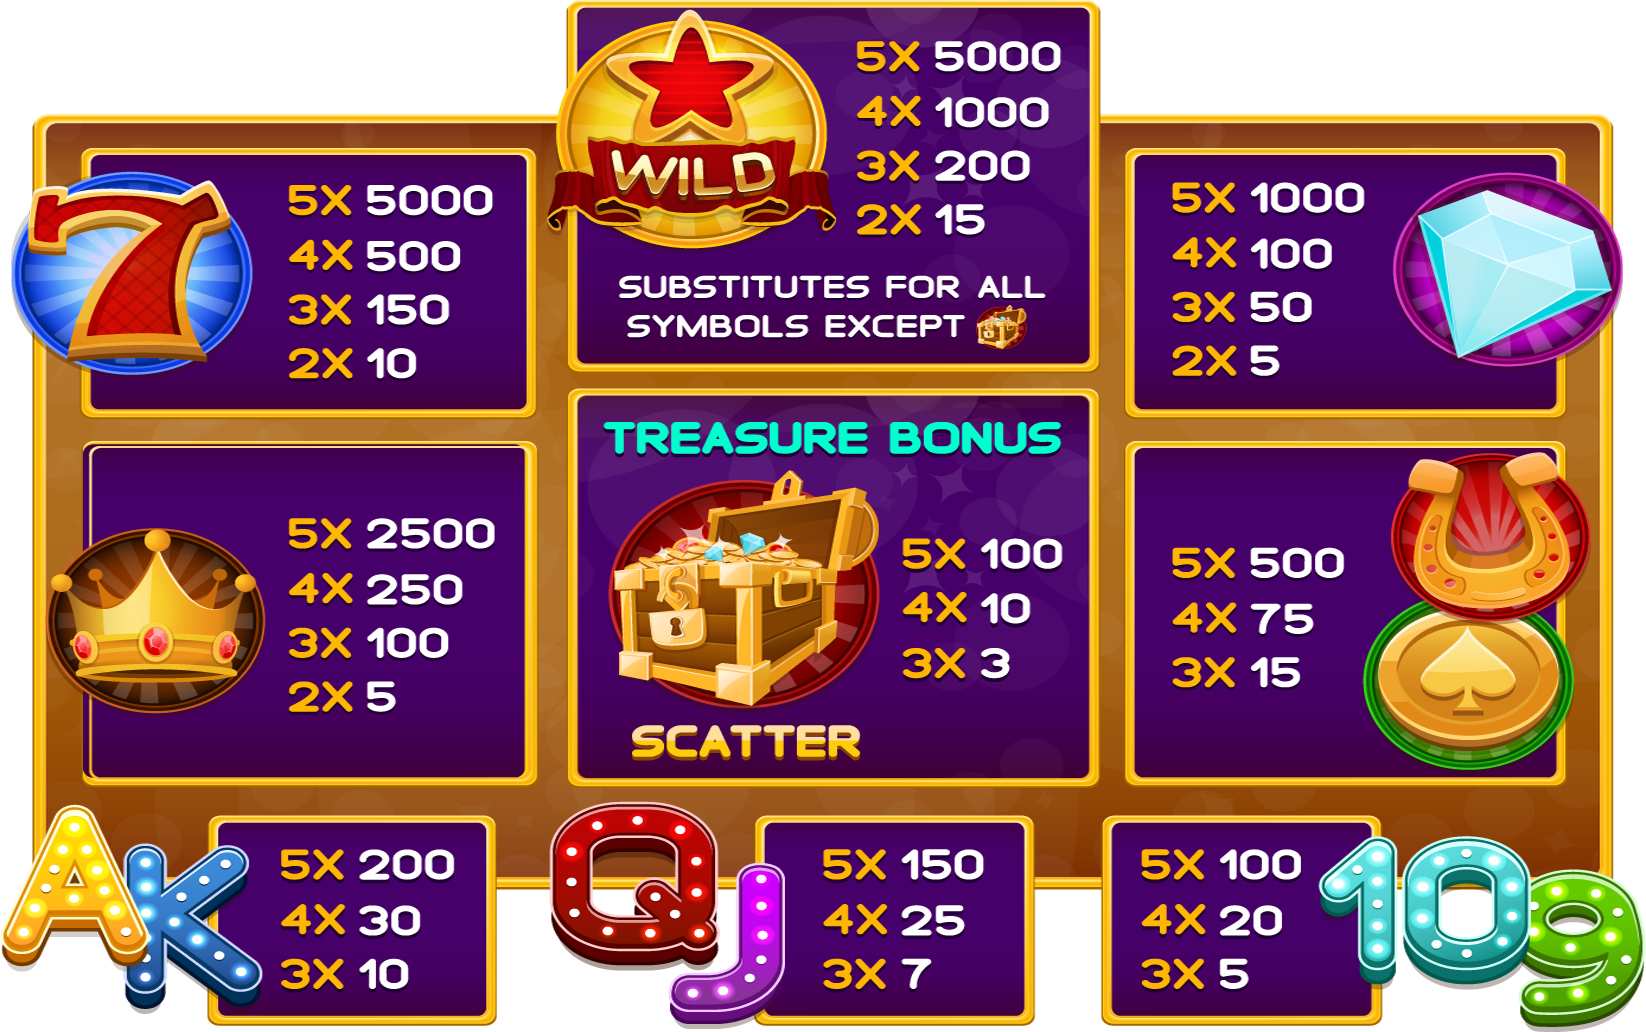 WILD
5X 5000
4X 1000
3X 200
2X 15
SUBSTITUTES FOR ALL
SYMBOLS EXCEPT
7
5X 5000
4X 500
3X 150
2X 10
5X 1000
4X 100
3X 50
2X 5
5X 2500
4X 250
3X 100
2X 5
TREASURE BONUS
5X 100
4X 10
3X 3
SCATTER
5X 500
4X 75
3X 15
A K
5X 200
4X 30
3X 10
Q J
5X 150
4X 25
3X 7
5X 100
4X 20
3X 5
10 9